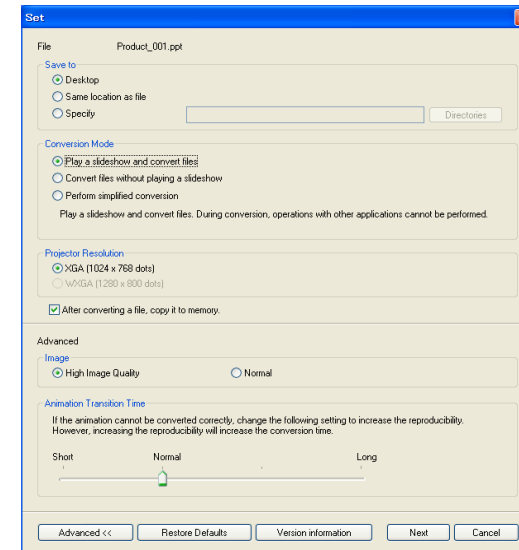 Set
File Product_001.ppt
Save to
Desktop
Same location as file
Specify Directories
Conversion Mode
Play a slideshow and convert files
Convert files without playing a slideshow
Perform simplified conversion
Play a slideshow and convert files. During conversion, operations with other applications cannot be performed.
Projector Resolution
XGA (1024 x 768 dots)
WXGA (1280 x 800 dots)
After converting a file, copy it to memory.
Advanced
Image
High Image Quality Normal
Animation Transition Time
If the animation cannot be converted correctly, change the following setting to increase the reproducibility.
However, increasing the reproducibility will increase the conversion time.
Short Normal Long
Advanced << Restore Defaults Version information Next Cancel